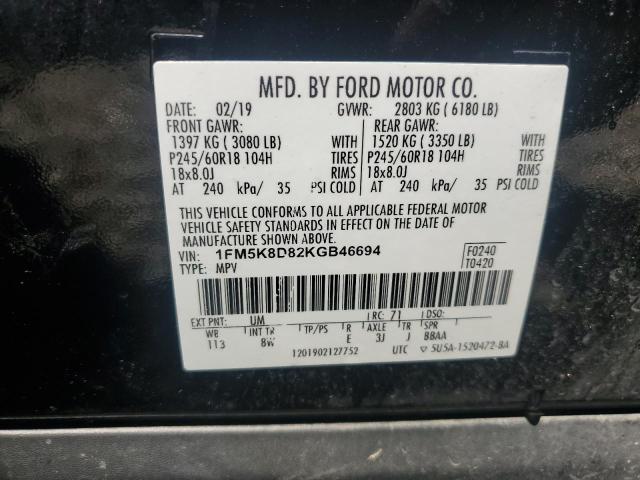 MFD. BY FORD MOTOR CO.
DATE: 02/19 GVWR: 2803 KG ( 6180 LB)
FRONT GAWR: REAR GAWR:
1397 KG ( 3080 LB) WITH 1520 KG ( 3350 LB) WITH
P245/60R18 104H TIRES P245/60R18 104H TIRES
18x8.0J RIMS 18x8.0J RIMS
AT 240 kPa/ 35 PSI COLD AT 240 kPa/ 35 PSI COLD
THIS VEHICLE CONFORMS TO ALL APPLICABLE FEDERAL MOTOR
VEHICLE SAFETY STANDARDS IN EFFECT ON THE DATE OF
MANUFACTURE SHOWN ABOVE.
VIN: 1FM5K8D82KGB46694 F0240
TYPE: MPV T0420
EXT PNT: UM RC: 71 DSO:
WB INT TR TP/PS R AXLE TR SPR
113 8W E 3J J BBAA
1201902127752 UTC ▽ 5U5A-1520472-BA